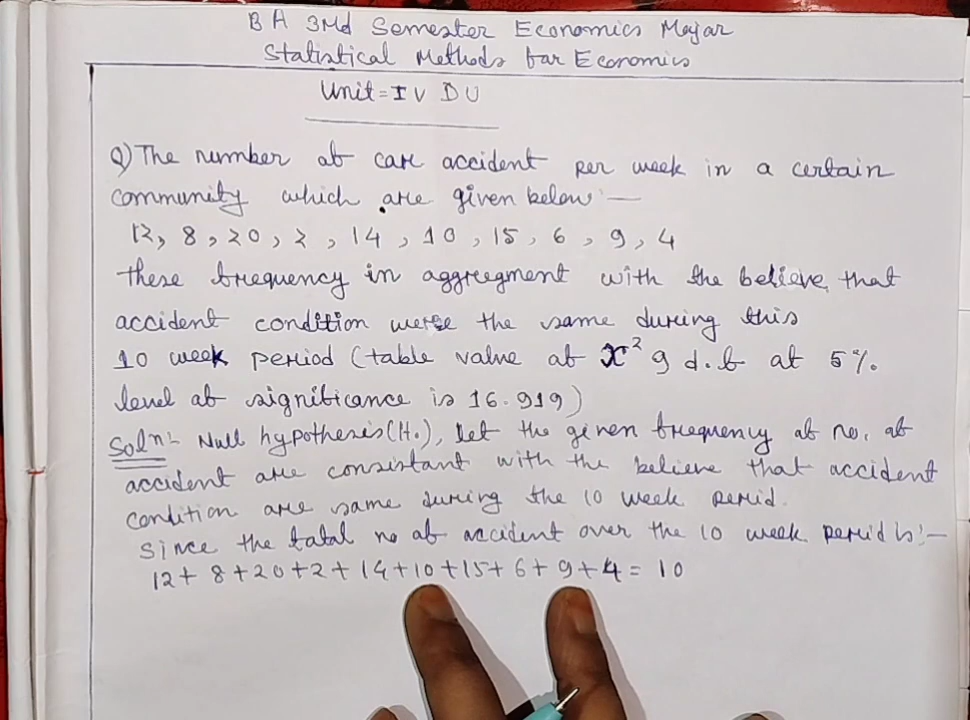 BA 3rd Semester Economics Major
Statistical Methods for Economics
Unit = IV DU
Q) The number of care accident per week in a certain
community which are given below :—
12, 8, 20, 2, 14, 10, 15, 6, 9, 4
these frequency in aggregment with the believe that
accident condition were the same during this
10 week period (table value of x² 9 d.f at 5%
level of significance is 16.919)
Solⁿ:- Null hypothesis (H₀), let the given frequency of no. of
accident are consistant with the believe that accident
condition are same during the 10 week period.
Since the total no of accident over the 10 week period is :—
12 + 8 + 20 + 2 + 14 + 10 + 15 + 6 + 9 + 4 = 10